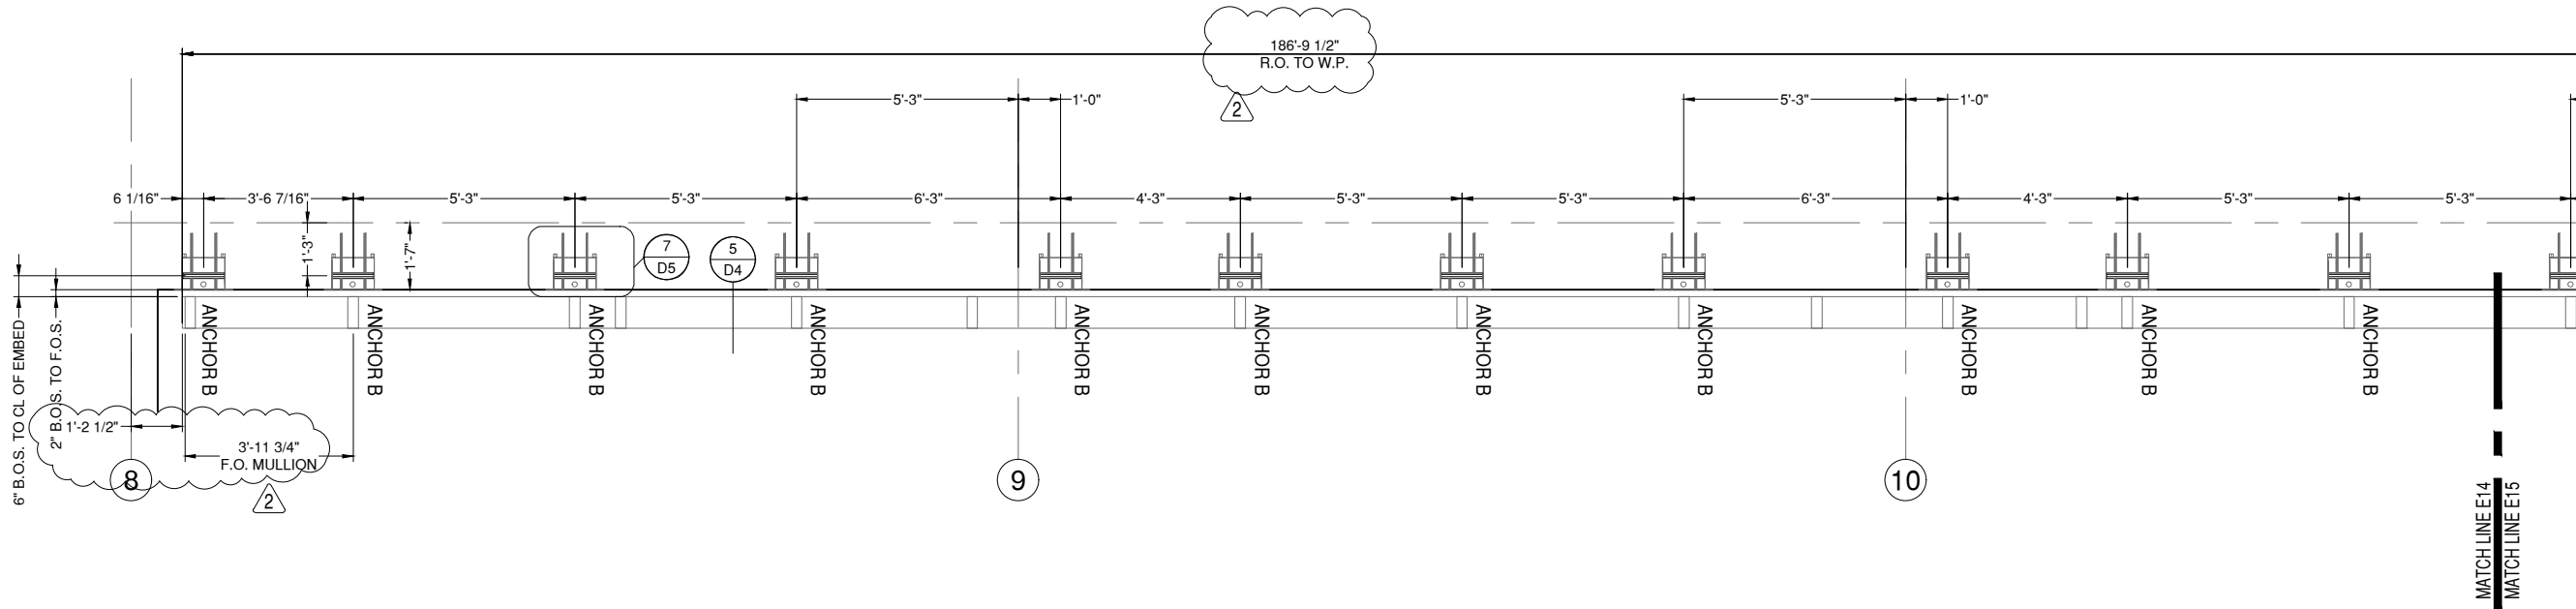 186'-9 1/2"
R.O. TO W.P.
2
5'-3"
1'-0"
5'-3"
1'-0"
6 1/16"
3'-6 7/16"
5'-3"
5'-3"
6'-3"
4'-3"
5'-3"
5'-3"
6'-3"
4'-3"
5'-3"
5'-3"
1'-3"
1'-7"
7
D5
5
D4
6" B.O.S. TO CL OF EMBED
2" B.O.S. TO F.O.S.
ANCHOR B
ANCHOR B
ANCHOR B
ANCHOR B
ANCHOR B
ANCHOR B
ANCHOR B
ANCHOR B
ANCHOR B
ANCHOR B
ANCHOR B
1'-2 1/2"
3'-11 3/4"
F.O. MULLION
2
8
9
10
MATCH LINE E14
MATCH LINE E15